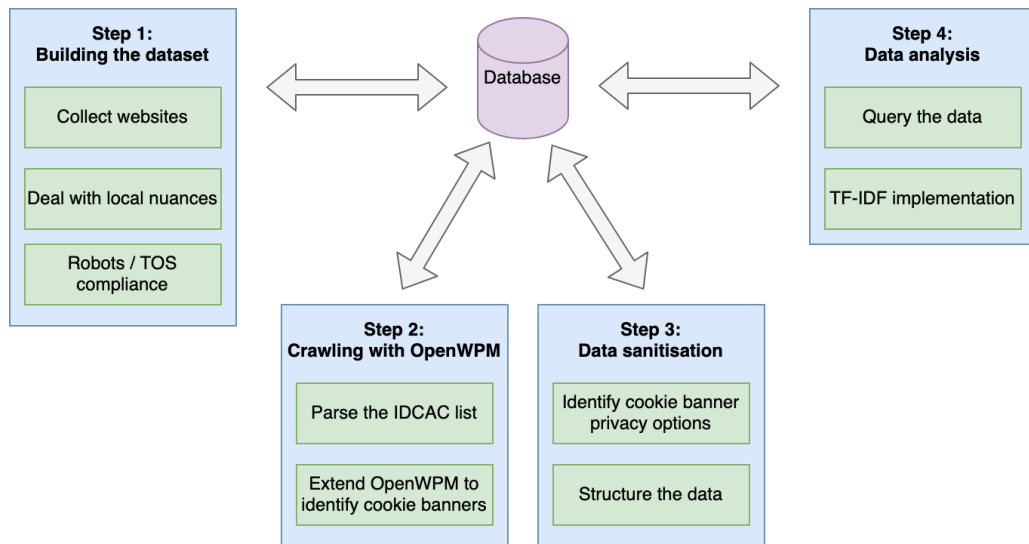 Step 1:
Building the dataset
Collect websites
Deal with local nuances
Robots / TOS
compliance
Database
Step 4:
Data analysis
Query the data
TF-IDF implementation
Step 2:
Crawling with OpenWPM
Parse the IDCAC list
Extend OpenWPM to
identify cookie banners
Step 3:
Data sanitisation
Identify cookie banner
privacy options
Structure the data